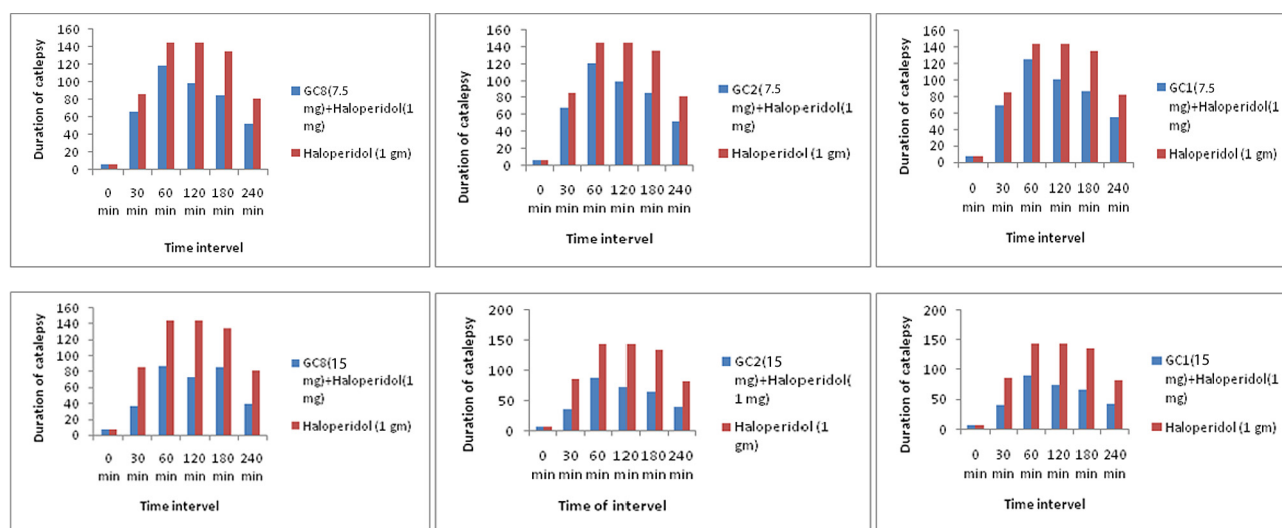 160
140
120
100
80
60
40
20
0
Duration of catlepsy
0 30 60 120 180 240
min min min min min min
Time intervel
GC8(7.5
mg)+Haloperidol(1
mg)
Haloperidol (1 gm)
160
140
120
100
80
60
40
20
0
Duration of catalepsy
0 30 60 120 180 240
min min min min min min
Time intervel
GC2(7.5
mg)+Haloperidol(1
mg)
Haloperidol (1 gm)
160
140
120
100
80
60
40
20
0
Duration of catalepsy
0 30 60 120 180 240
min min min min min min
Time intervel
GC1(7.5
mg)+Haloperidol(1
mg)
Haloperidol (1 gm)
160
140
120
100
80
60
40
20
0
Duration of catalepsy
0 30 60 120 180 240
min min min min min min
Time interval
GC8(15
mg)+Haloperidol(1
mg)
Haloperidol (1 gm)
200
150
100
50
0
Duration of catalepsy
0 30 60 120 180 240
min min min min min min
Time of interval
GC2(15
mg)+Haloperidol(
1 mg)
Haloperidol (1
gm)
200
150
100
50
0
Duration of catalepsy
0 30 60 120 180 240
min min min min min min
Time interval
GC1(15
mg)+Haloperidol(1
mg)
Haloperidol (1 gm)